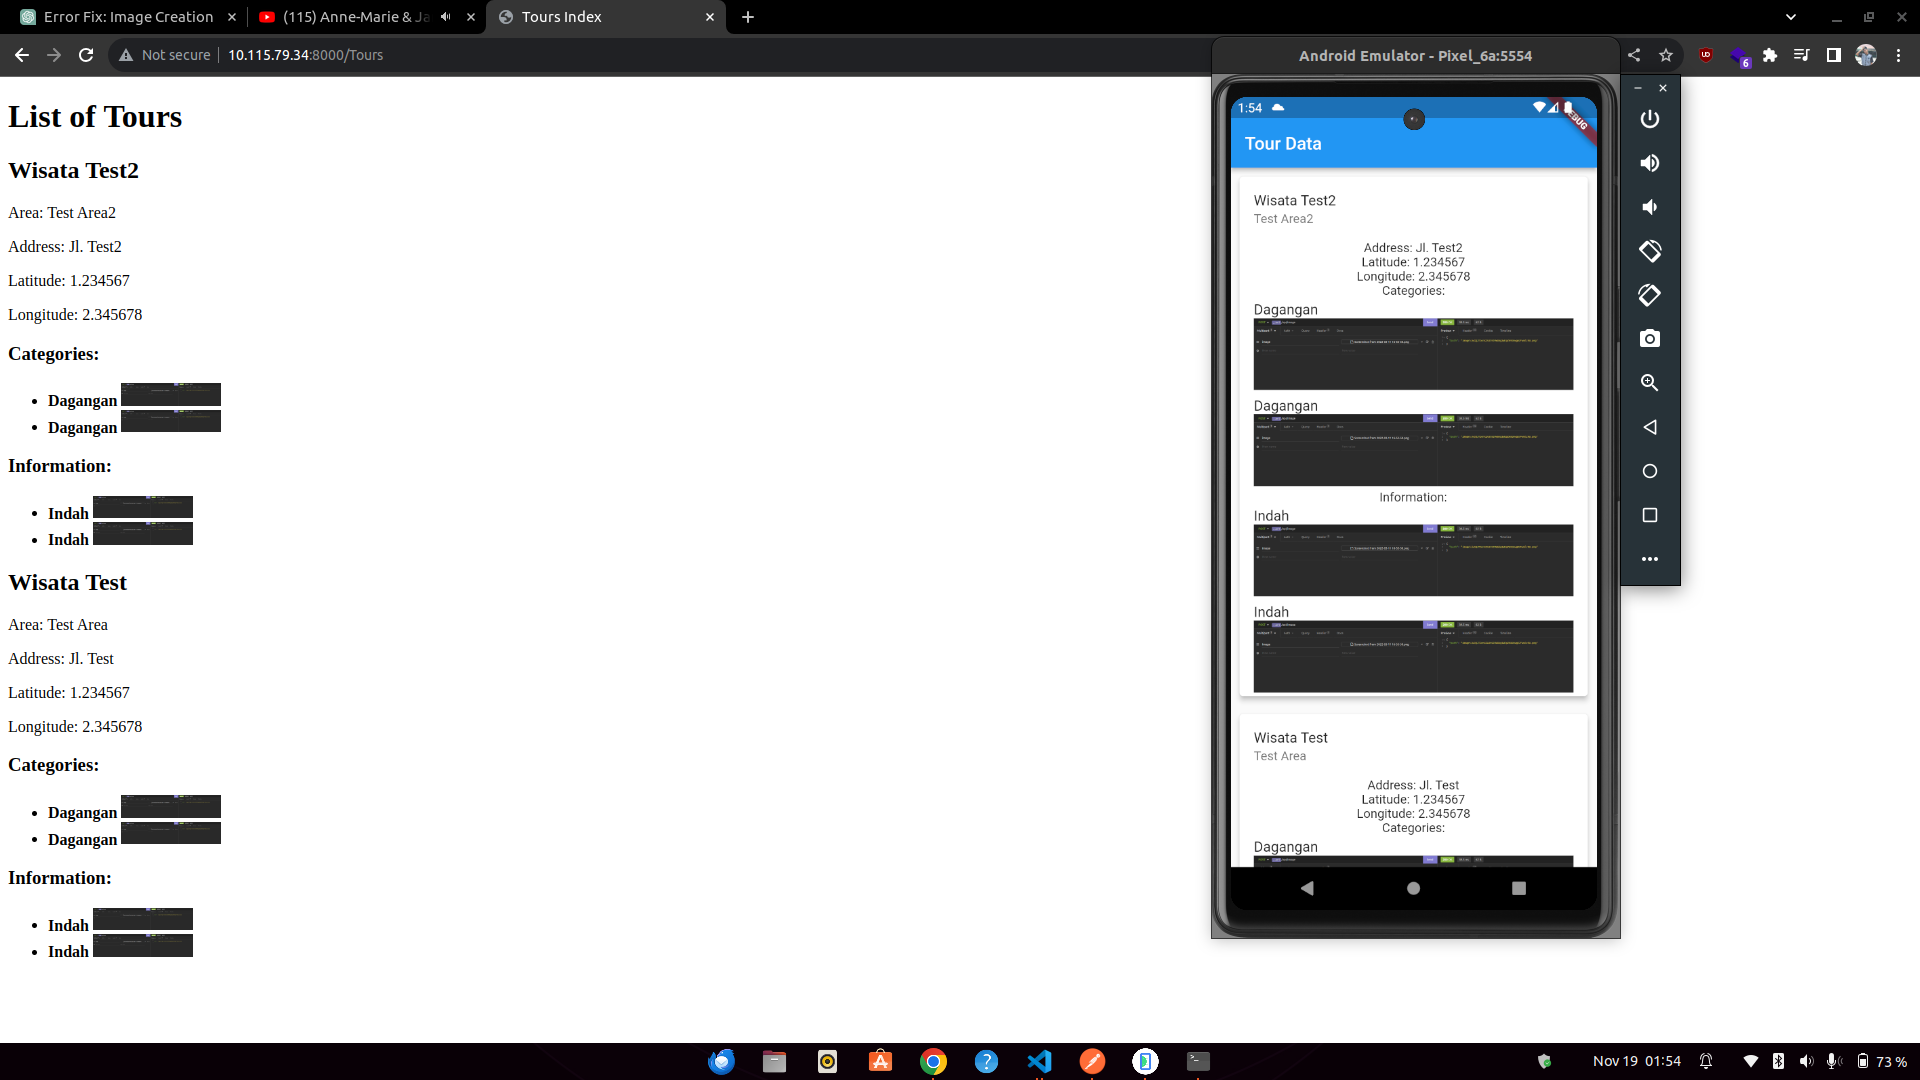 Error Fix: Image Creation
(115) Anne-Marie & Ja
Tours Index
Not secure
10.115.79.34:8000/Tours
6
List of Tours
Wisata Test2
Area: Test Area2
Address: Jl. Test2
Latitude: 1.234567
Longitude: 2.345678
Categories:
Dagangan
Dagangan
Information:
Indah
Indah
Wisata Test
Area: Test Area
Address: Jl. Test
Latitude: 1.234567
Longitude: 2.345678
Categories:
Dagangan
Dagangan
Information:
Indah
Indah
Android Emulator - Pixel_6a:5554
1:54
Tour Data
Wisata Test2
Test Area2
Address: Jl. Test2
Latitude: 1.234567
Longitude: 2.345678
Categories:
Dagangan
Dagangan
Information:
Indah
Indah
Wisata Test
Test Area
Address: Jl. Test
Latitude: 1.234567
Longitude: 2.345678
Categories:
Dagangan
Nov 19 01:54
73 %